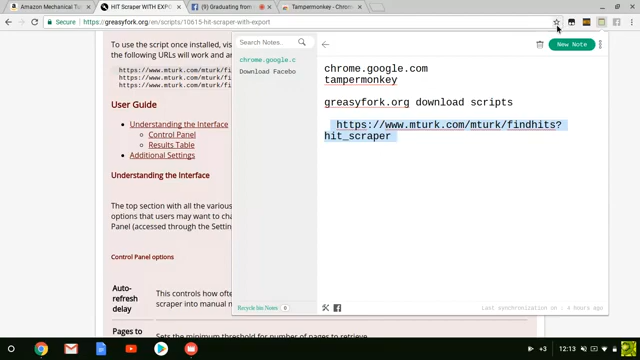 Amazon Mechanical Tur
HIT Scraper WITH EXPO
Graduating from
Tampermonkey - Chrome
https://greasyfork.org/en/scripts/10615-hit-scraper-with-export
To use the script once installed, vis
the following URLs will work and ar
https://www.mturk.com/mturk/fi
https://www.mturk.com/mturk/fi
https://www.mturk.com/mturk/fi
User Guide
Understanding the Interface
Control Panel
Results Table
Additional Settings
Understanding the Interface
The top section with all the various
options that users may want to cha
Panel (accessed through the Settin
Control Panel options
Auto-
refresh
delay
This controls how ofte
scraper into manual m
Pages to
Sets the minimum threshold for number of pages to retrieve.
Search Notes..
New Note
chrome.google.c
Download Facebo
chrome.google.com
tampermonkey
greasyfork.org download scripts
https://www.mturk.com/mturk/findhits?
hit_scraper
Recycle bin Notes 0
Last synchronization on : 4 hours ago
+3
12:13